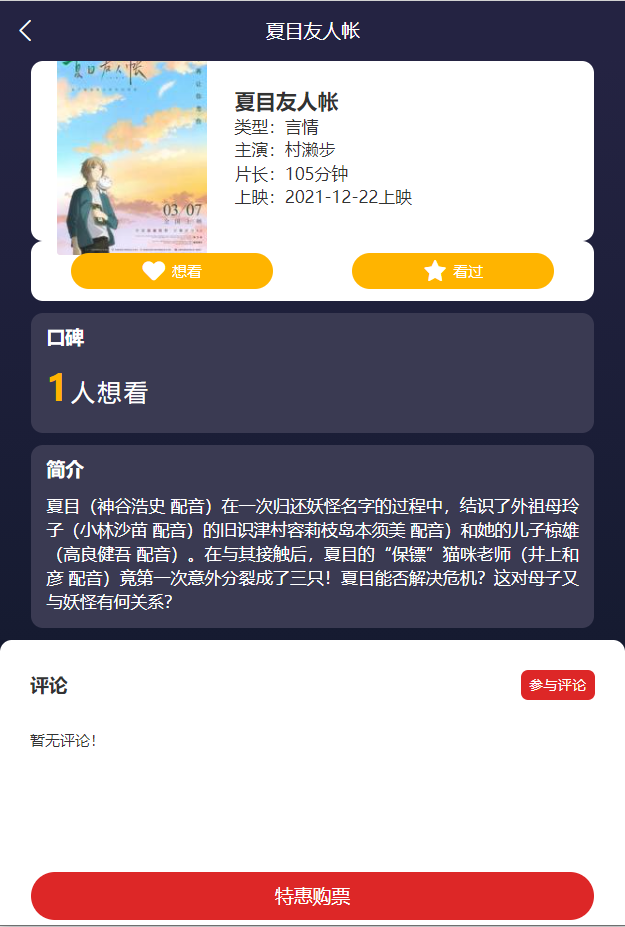 夏目友人帐
夏目友人帐
03/07
全国上映
夏目友人帐
类型：言情
主演：村濑步
片长：105分钟
上映：2021-12-22上映
想看
看过
口碑
1人想看
简介
夏目（神谷浩史 配音）在一次归还妖怪名字的过程中，结识了外祖母玲
子（小林沙苗 配音）的旧识津村容莉枝岛本须美 配音）和她的儿子椋雄
（高良健吾 配音）。在与其接触后，夏目的“保镖”猫咪老师（井上和
彦 配音）竟第一次意外分裂成了三只！夏目能否解决危机？这对母子又
与妖怪有何关系？
评论
参与评论
暂无评论！
特惠购票